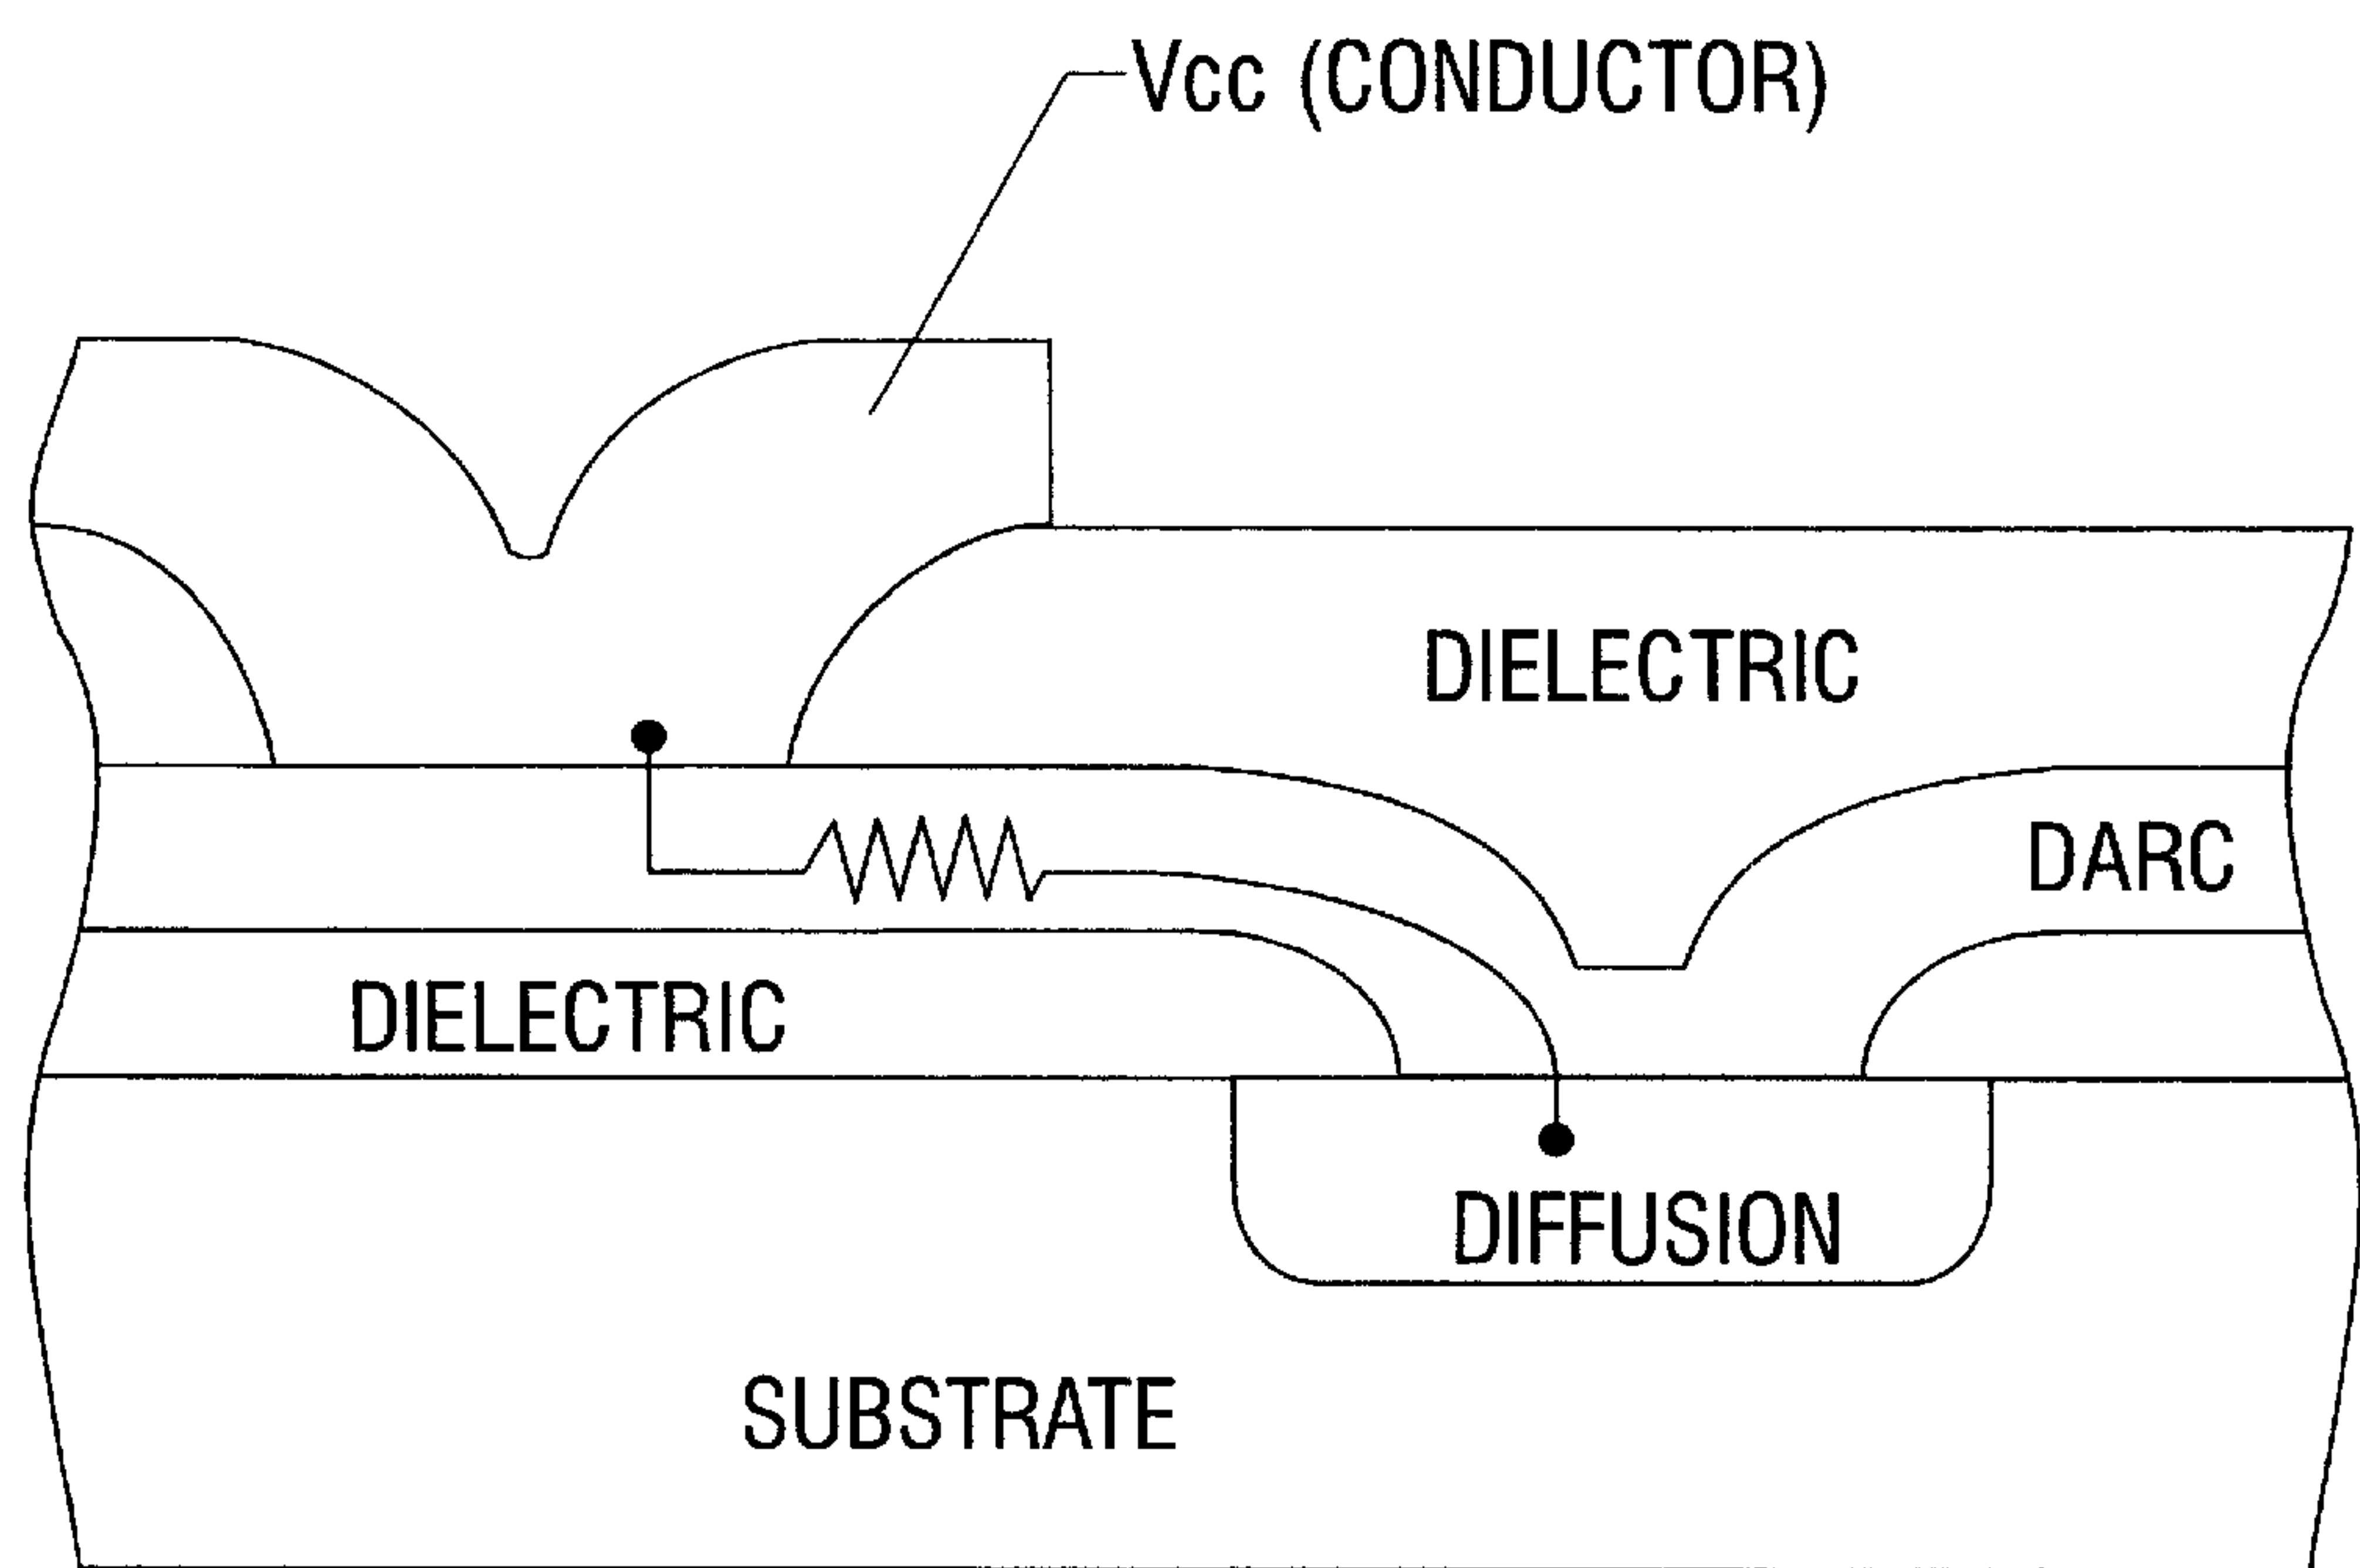 Vcc (CONDUCTOR)
DIELECTRIC
DARC
DIELECTRIC
DIFFUSION
SUBSTRATE